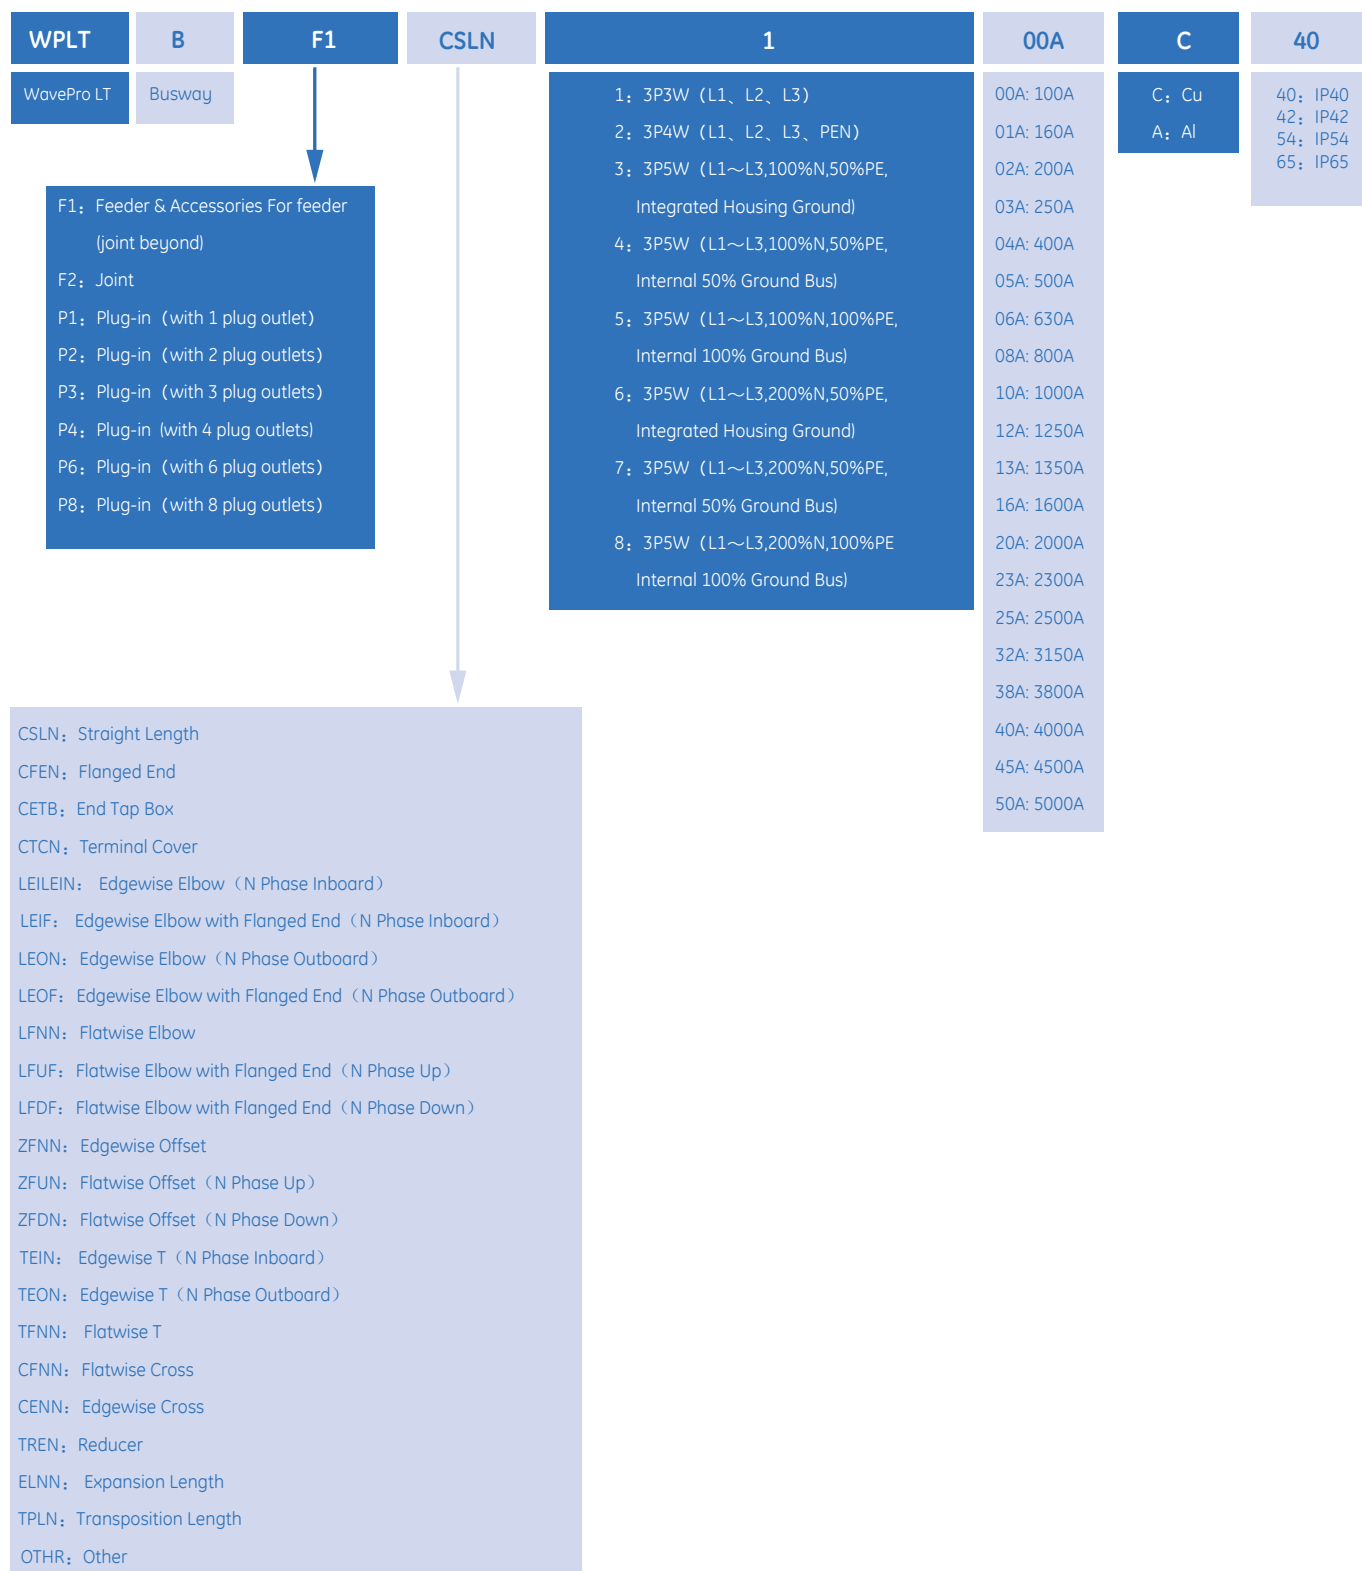 WPLT B F1 CSLN 1 00A C 40
WavePro LT
Busway
F1：Feeder & Accessories For feeder
(joint beyond)
F2：Joint
P1：Plug-in（with 1 plug outlet）
P2：Plug-in（with 2 plug outlets）
P3：Plug-in（with 3 plug outlets）
P4：Plug-in (with 4 plug outlets)
P6：Plug-in（with 6 plug outlets）
P8：Plug-in（with 8 plug outlets）
1：3P3W（L1、L2、L3）
2：3P4W（L1、L2、L3、PEN）
3：3P5W（L1～L3,100%N,50%PE,
Integrated Housing Ground)
4：3P5W（L1～L3,100%N,50%PE,
Internal 50% Ground Bus)
5：3P5W（L1～L3,100%N,100%PE,
Internal 100% Ground Bus)
6：3P5W（L1～L3,200%N,50%PE,
Integrated Housing Ground)
7：3P5W（L1～L3,200%N,50%PE,
Internal 50% Ground Bus)
8：3P5W（L1～L3,200%N,100%PE
Internal 100% Ground Bus)
00A: 100A
01A: 160A
02A: 200A
03A: 250A
04A: 400A
05A: 500A
06A: 630A
08A: 800A
10A: 1000A
12A: 1250A
13A: 1350A
16A: 1600A
20A: 2000A
23A: 2300A
25A: 2500A
32A: 3150A
38A: 3800A
40A: 4000A
45A: 4500A
50A: 5000A
C：Cu
A：Al
40：IP40
42：IP42
54：IP54
65：IP65
CSLN：Straight Length
CFEN：Flanged End
CETB：End Tap Box
CTCN：Terminal Cover
LEILEIN： Edgewise Elbow（N Phase Inboard）
LEIF： Edgewise Elbow with Flanged End（N Phase Inboard）
LEON：Edgewise Elbow（N Phase Outboard）
LEOF：Edgewise Elbow with Flanged End（N Phase Outboard）
LFNN：Flatwise Elbow
LFUF：Flatwise Elbow with Flanged End（N Phase Up）
LFDF：Flatwise Elbow with Flanged End（N Phase Down）
ZFNN：Edgewise Offset
ZFUN：Flatwise Offset（N Phase Up）
ZFDN：Flatwise Offset（N Phase Down）
TEIN： Edgewise T（N Phase Inboard）
TEON：Edgewise T（N Phase Outboard）
TFNN： Flatwise T
CFNN：Flatwise Cross
CENN：Edgewise Cross
TREN：Reducer
ELNN： Expansion Length
TPLN：Transposition Length
OTHR：Other